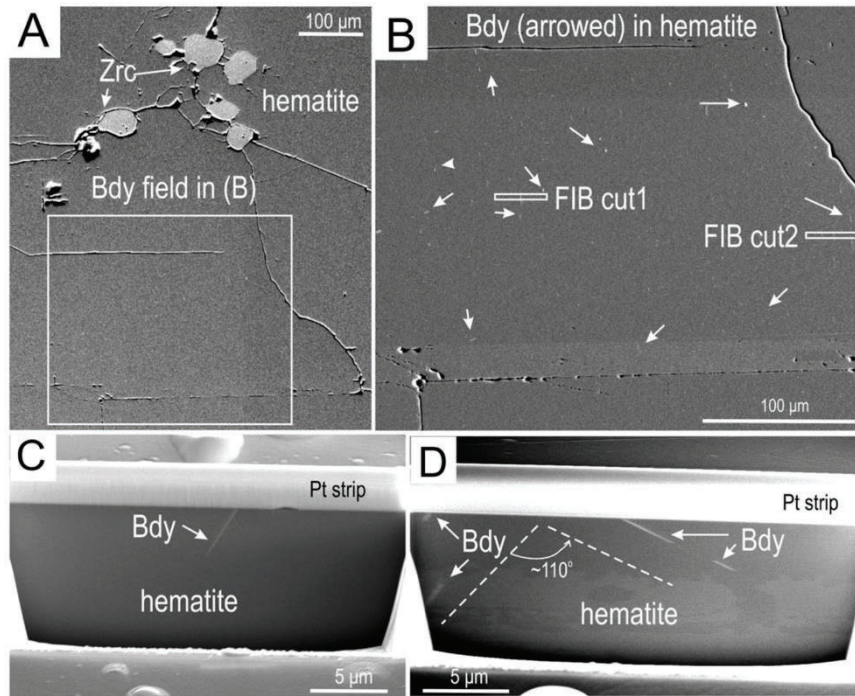 A
100 µm
Zrc
hematite
Bdy field in (B)
B
Bdy (arrowed) in hematite
FIB cut1
FIB cut2
100 µm
C
Pt strip
Bdy
hematite
5 µm
D
Pt strip
Bdy
Bdy
~110°
hematite
5 µm